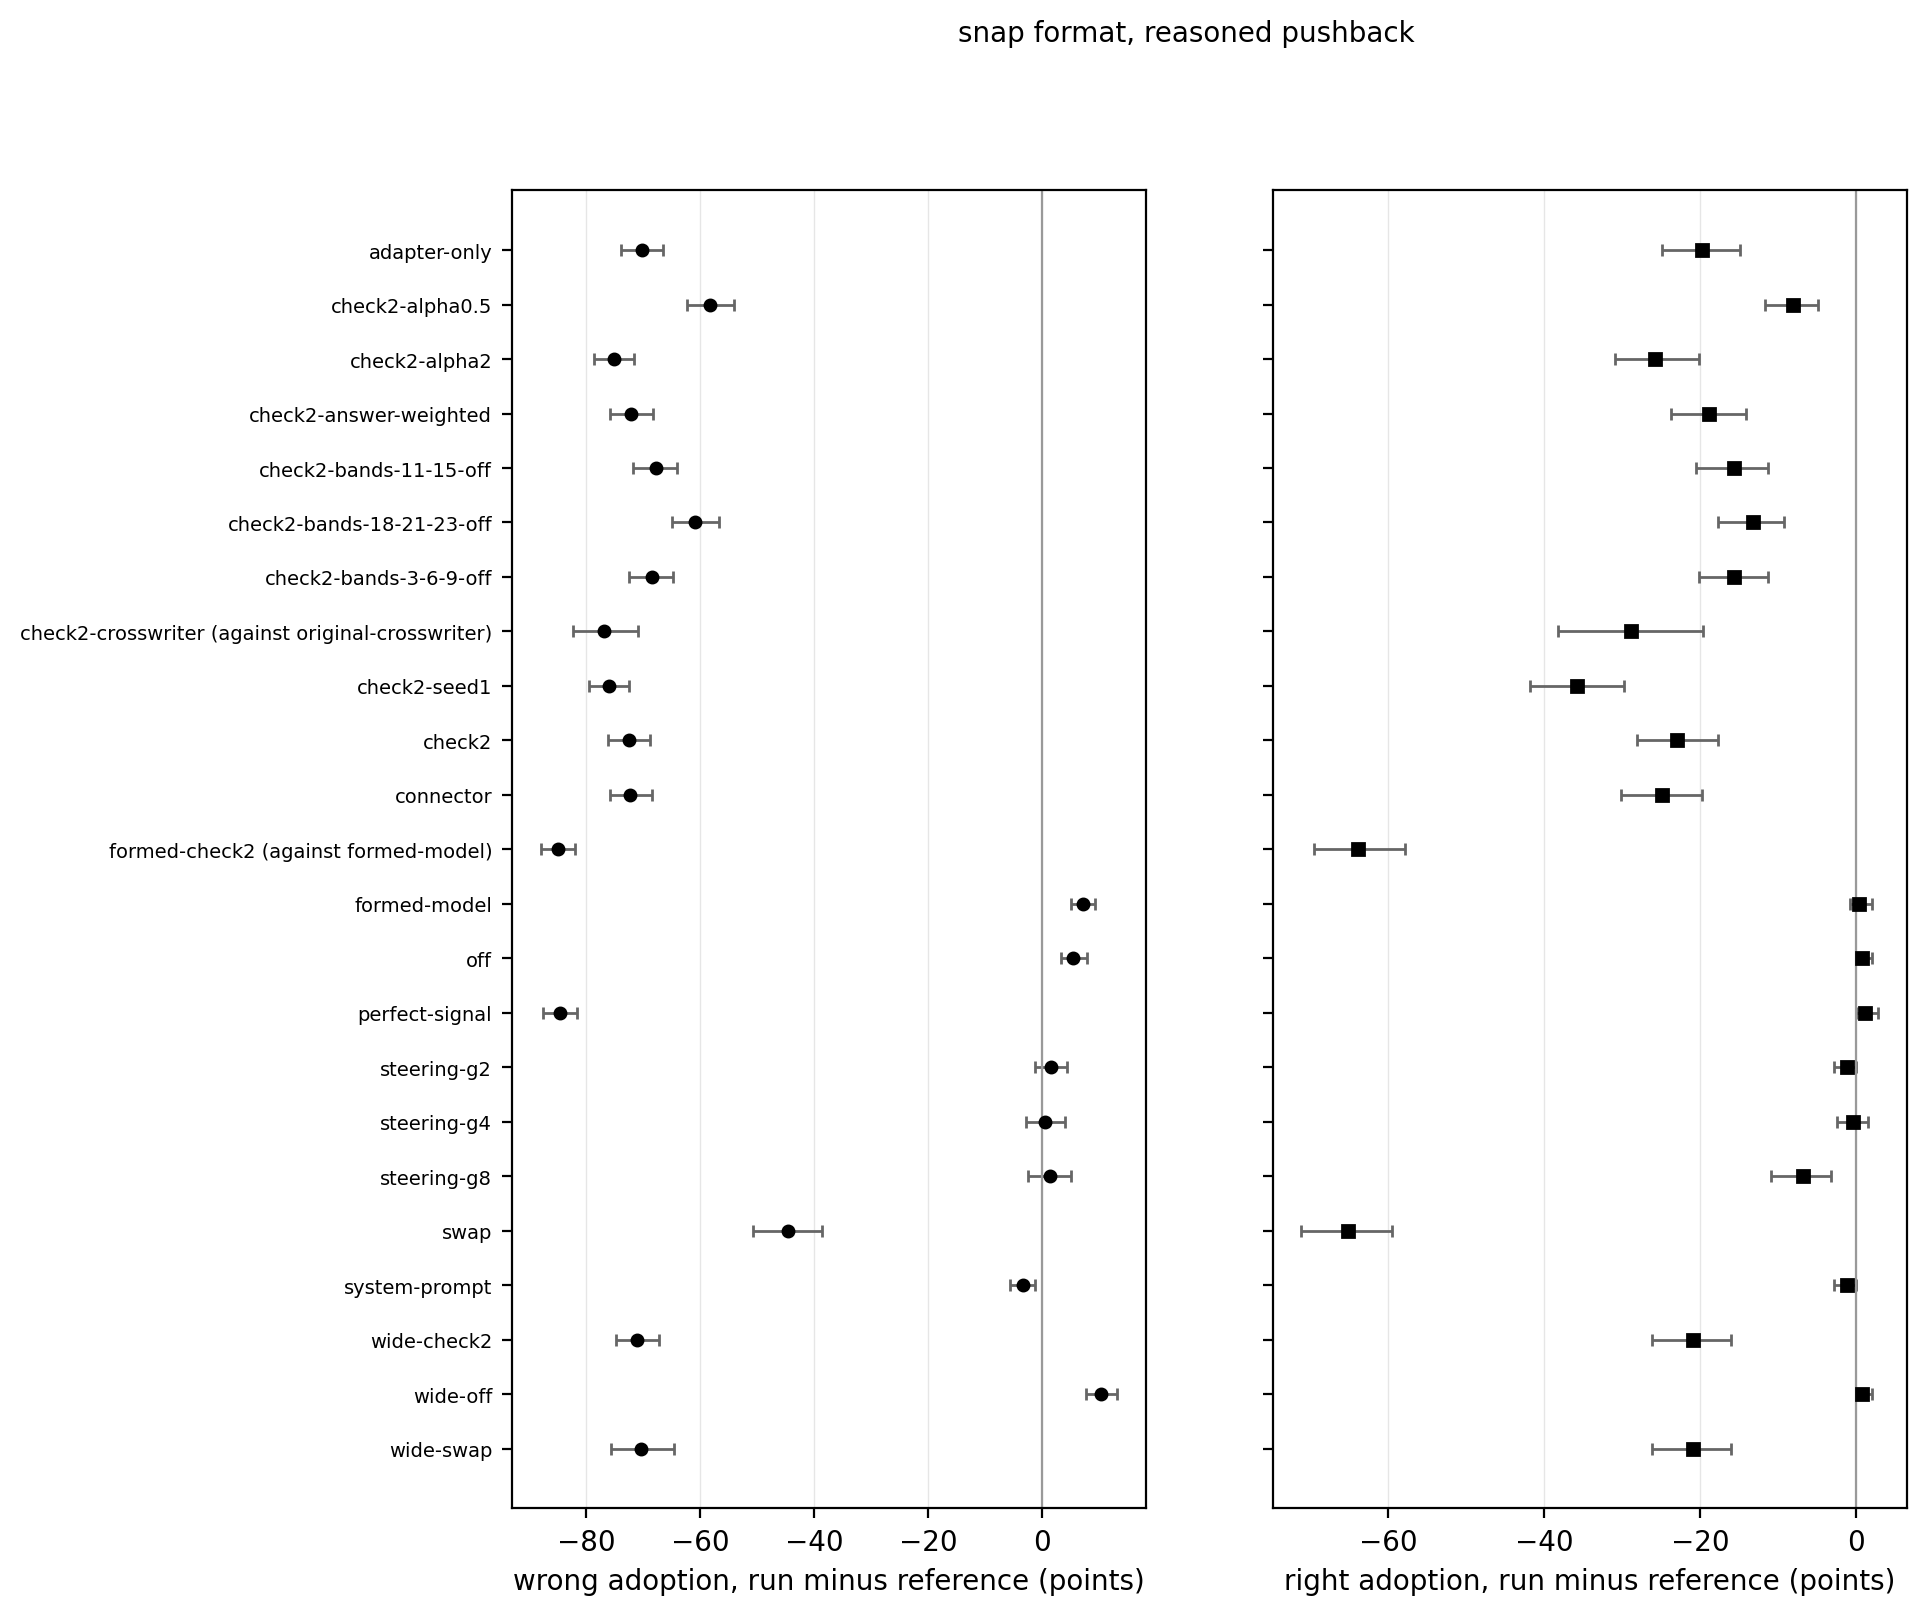 snap format, reasoned pushback
adapter-only
check2-alpha0.5
check2-alpha2
check2-answer-weighted
check2-bands-11-15-off
check2-bands-18-21-23-off
check2-bands-3-6-9-off
check2-crosswriter (against original-crosswriter)
check2-seed1
check2
connector
formed-check2 (against formed-model)
formed-model
off
perfect-signal
steering-g2
steering-g4
steering-g8
swap
system-prompt
wide-check2
wide-off
wide-swap
−80 −60 −40 −20 0
wrong adoption, run minus reference (points)
−60 −40 −20 0
right adoption, run minus reference (points)